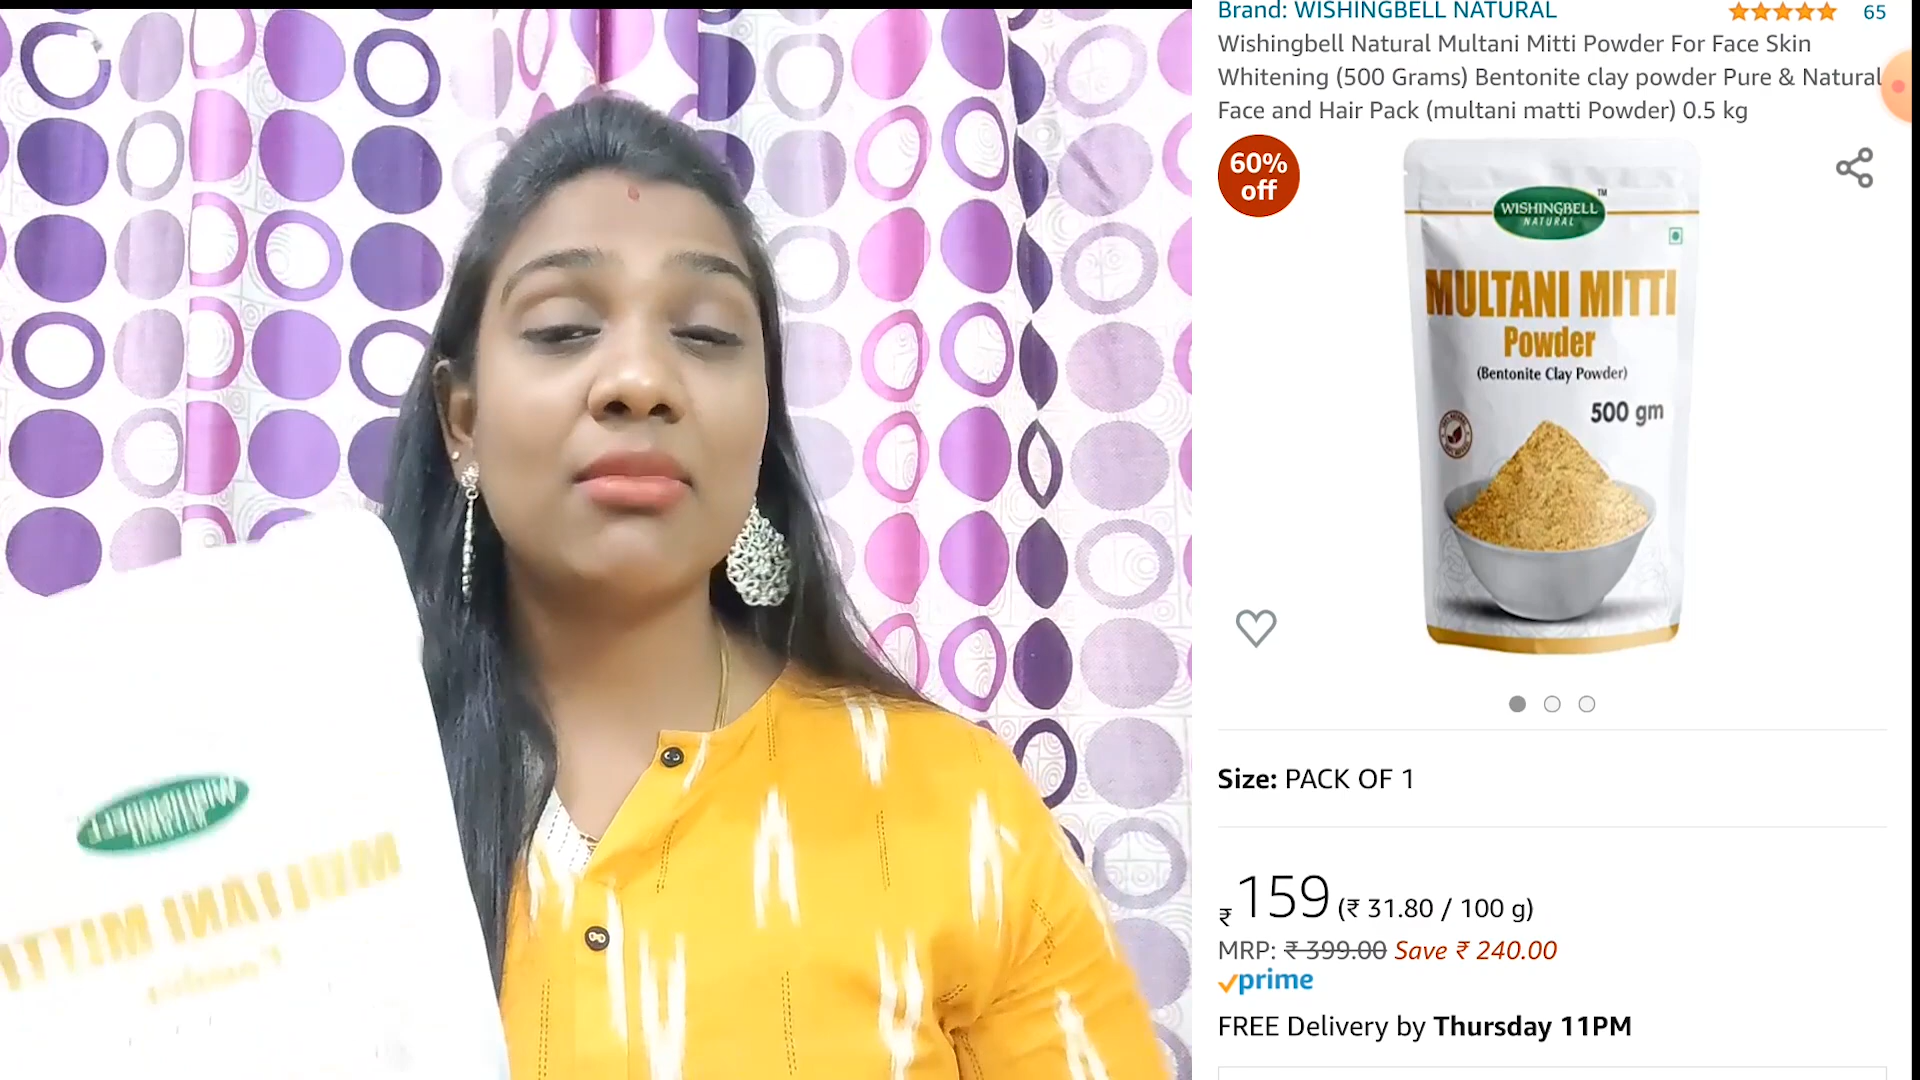 Brand: WISHINGBELL NATURAL
65
Wishingbell Natural Multani Mitti Powder For Face Skin
Whitening (500 Grams) Bentonite clay powder Pure & Natural
Face and Hair Pack (multani matti Powder) 0.5 kg
60%
off
WISHINGBELL
NATURAL
TM
MULTANI MITTI
Powder
(Bentonite Clay Powder)
500 gm
Size: PACK OF 1
₹159 (₹ 31.80 / 100 g)
MRP: ₹ 399.00 Save ₹ 240.00
prime
FREE Delivery by Thursday 11PM
MULTANI MITTI